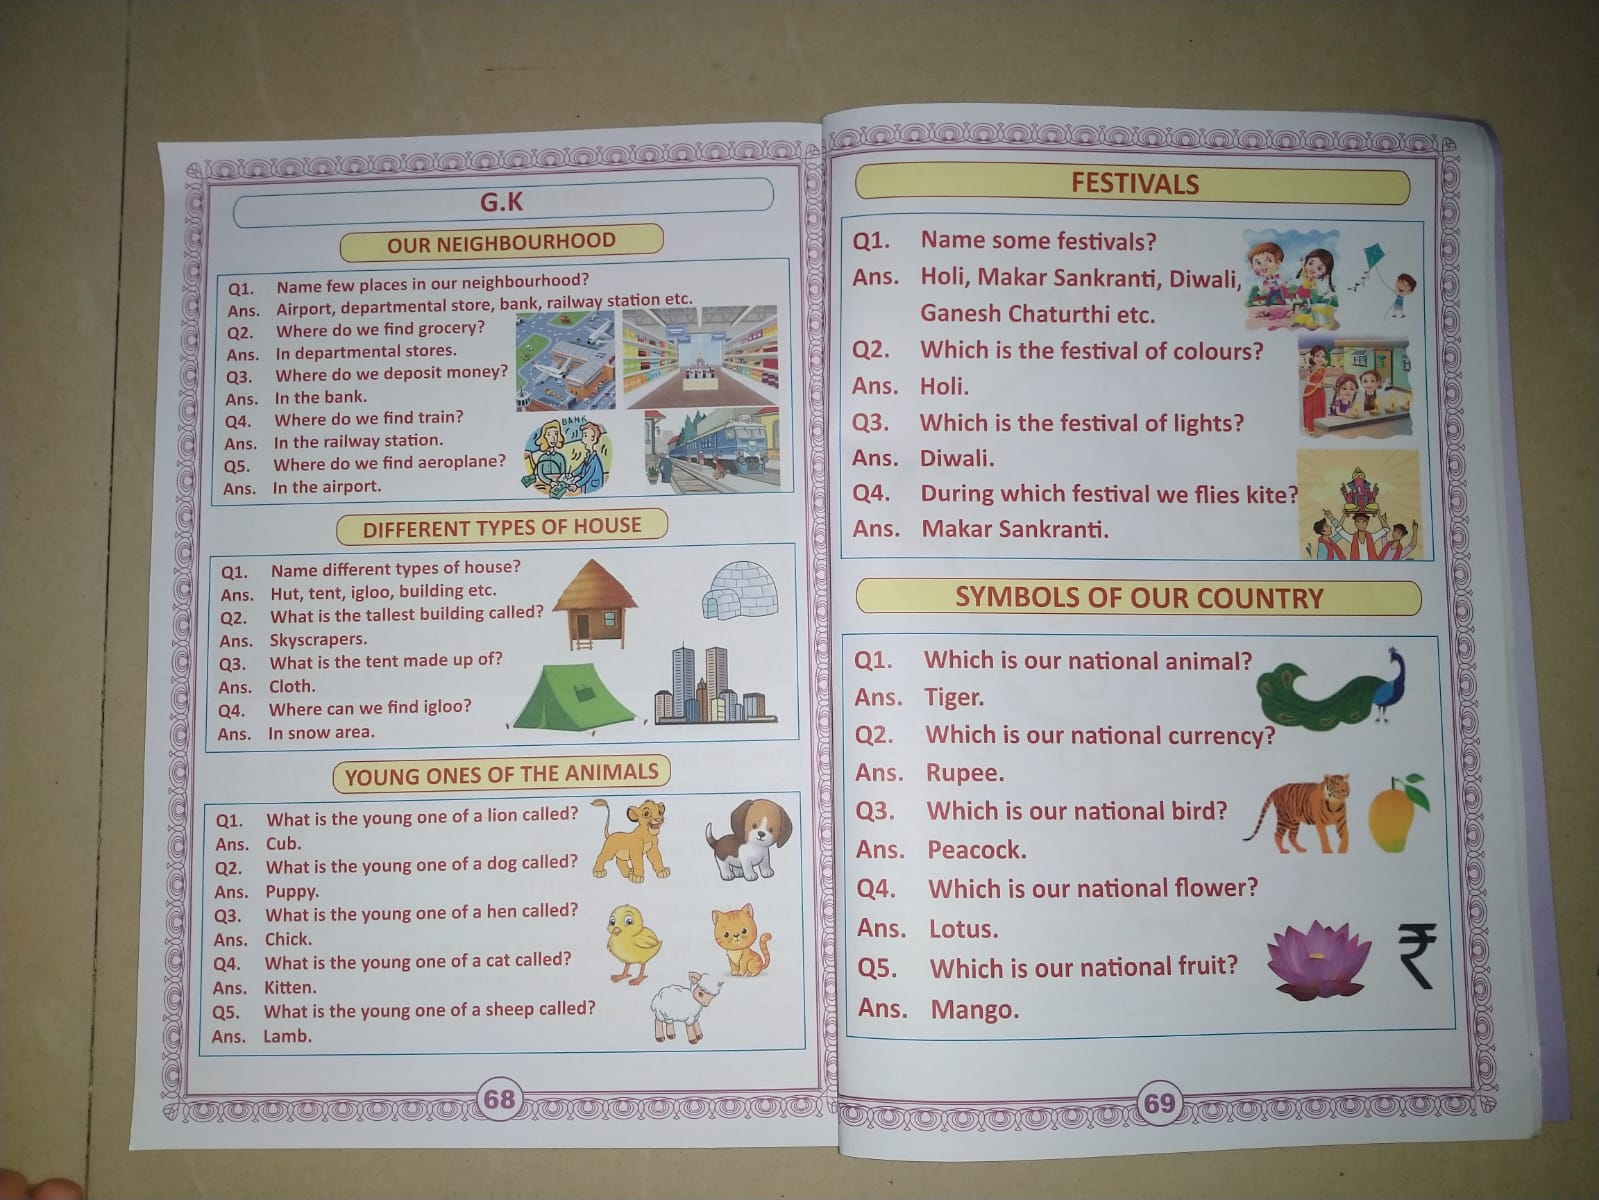 G.K
OUR NEIGHBOURHOOD
Q1. Name few places in our neighbourhood?
Ans. Airport, departmental store, bank, railway station etc.
Q2. Where do we find grocery?
Ans. In departmental stores.
Q3. Where do we deposit money?
Ans. In the bank.
Q4. Where do we find train?
Ans. In the railway station.
Q5. Where do we find aeroplane?
Ans. In the airport.
BANK
DIFFERENT TYPES OF HOUSE
Q1. Name different types of house?
Ans. Hut, tent, igloo, building etc.
Q2. What is the tallest building called?
Ans. Skyscrapers.
Q3. What is the tent made up of?
Ans. Cloth.
Q4. Where can we find igloo?
Ans. In snow area.
YOUNG ONES OF THE ANIMALS
Q1. What is the young one of a lion called?
Ans. Cub.
Q2. What is the young one of a dog called?
Ans. Puppy.
Q3. What is the young one of a hen called?
Ans. Chick.
Q4. What is the young one of a cat called?
Ans. Kitten.
Q5. What is the young one of a sheep called?
Ans. Lamb.
68
FESTIVALS
Q1. Name some festivals?
Ans. Holi, Makar Sankranti, Diwali,
Ganesh Chaturthi etc.
Q2. Which is the festival of colours?
Ans. Holi.
Q3. Which is the festival of lights?
Ans. Diwali.
Q4. During which festival we flies kite?
Ans. Makar Sankranti.
SYMBOLS OF OUR COUNTRY
Q1. Which is our national animal?
Ans. Tiger.
Q2. Which is our national currency?
Ans. Rupee.
Q3. Which is our national bird?
Ans. Peacock.
Q4. Which is our national flower?
Ans. Lotus.
Q5. Which is our national fruit?
Ans. Mango.
₹
69